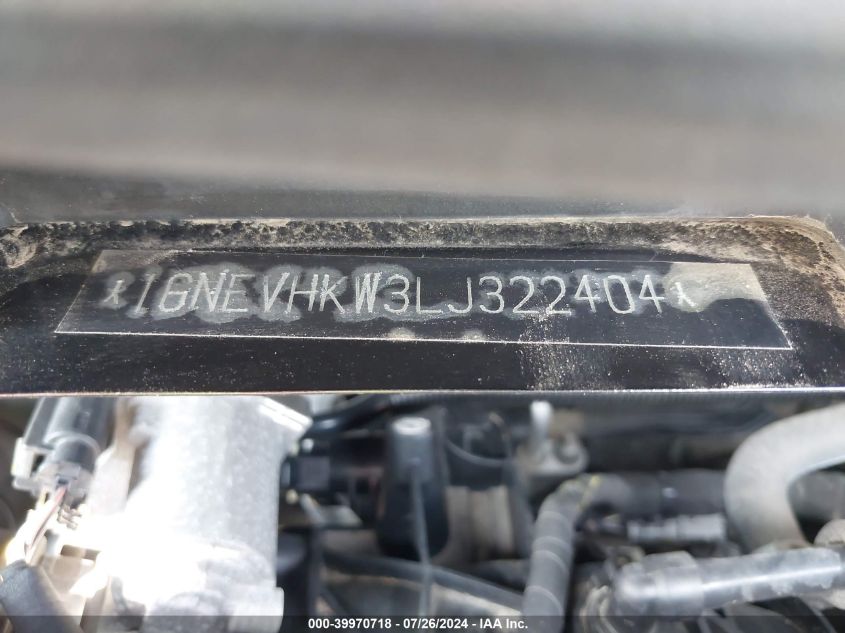 *1GNEVHKW3LJ322404*
000-39970718 - 07/26/2024 - IAA Inc.